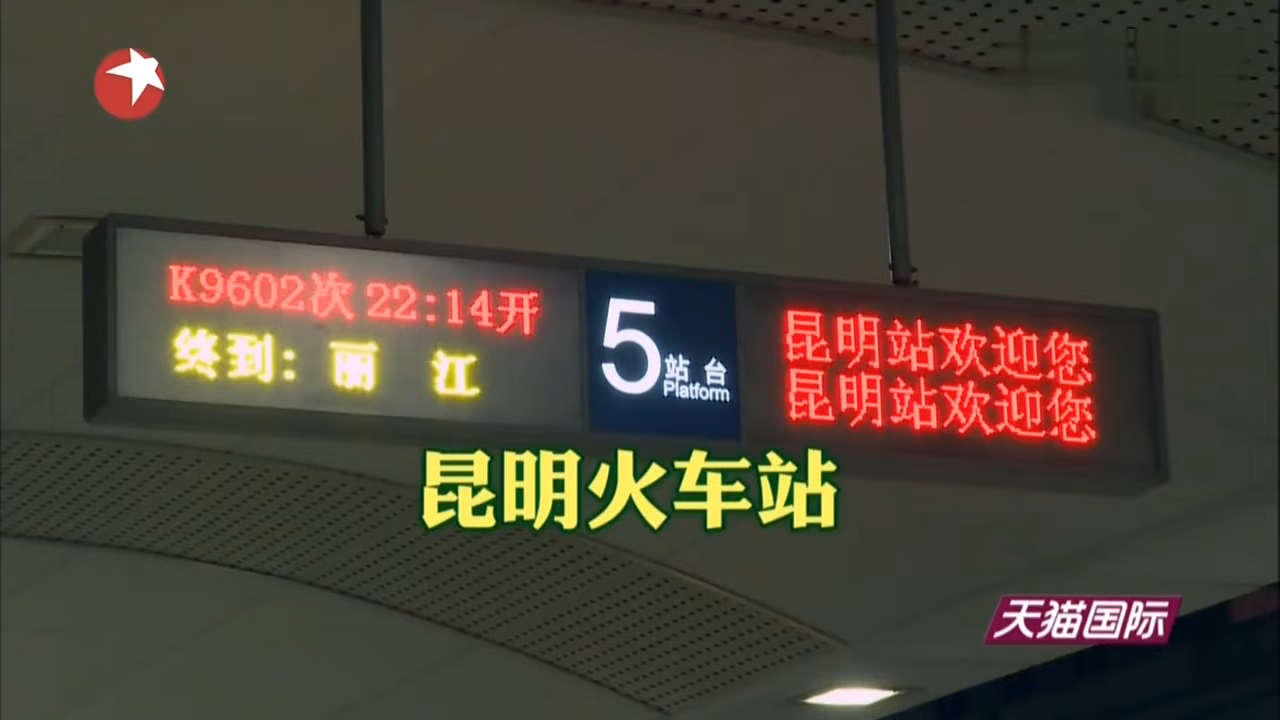 K9602次 22:14开
终到：丽 江
5 站台
Platform
昆明站欢迎您
昆明站欢迎您
昆明火车站
天猫国际